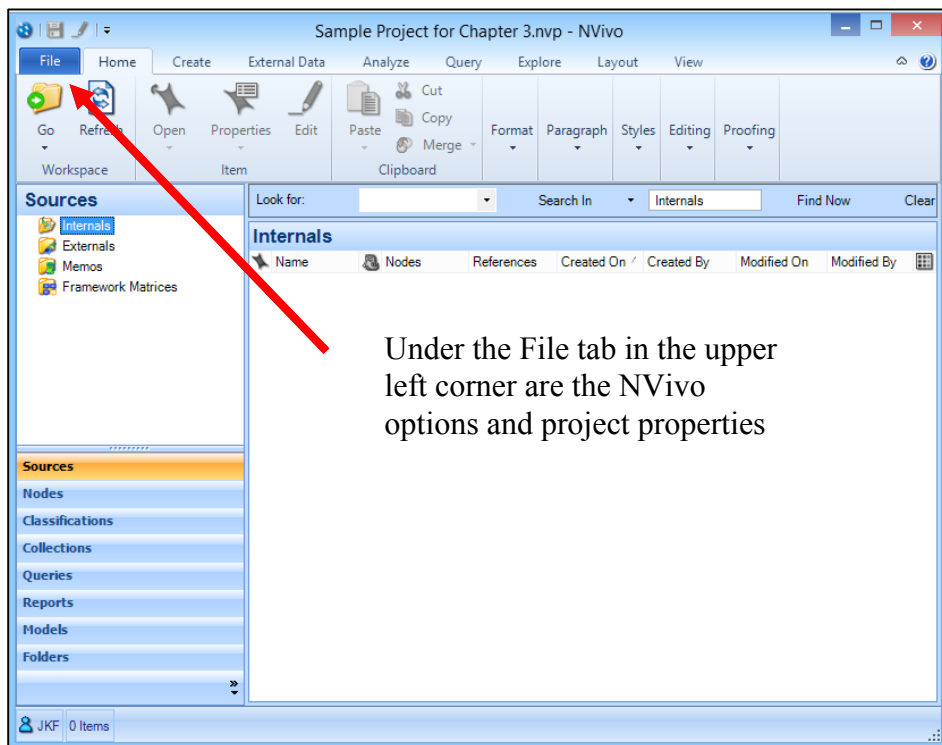 Sample Project for Chapter 3.nvp - NVivo
File Home Create External Data Analyze Query Explore Layout View
Go Refresh Open Properties Edit Paste Cut Copy Merge Format Paragraph Styles Editing Proofing
Workspace Item Clipboard
Sources
Internals
Externals
Memos
Framework Matrices
Look for: Search In Internals Find Now Clear
Internals
Name Nodes References Created On Created By Modified On Modified By
Under the File tab in the upper
left corner are the NVivo
options and project properties
Sources
Nodes
Classifications
Collections
Queries
Reports
Models
Folders
JKF 0 Items